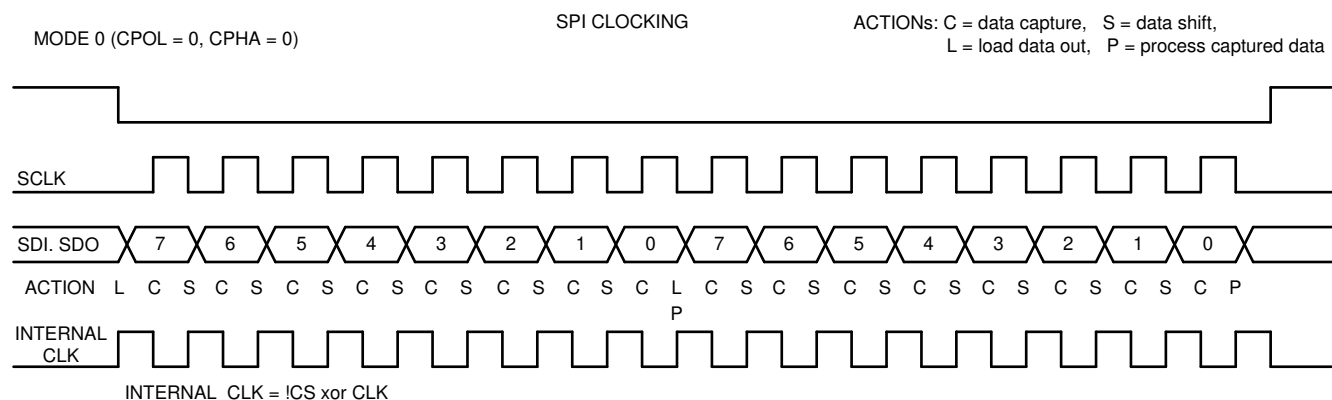 SPI CLOCKING
ACTIONs: C = data capture, S = data shift,
MODE 0 (CPOL = 0, CPHA = 0)
L = load data out, P = process captured data
SCLK
SDI. SDO 7 6 5 4 3 2 1 0 7 6 5 4 3 2 1 0
ACTION L C S C S C S C S C S C S C S C L C S C S C S C S C S C S C S C P
P
INTERNAL
CLK
INTERNAL CLK = !CS xor CLK